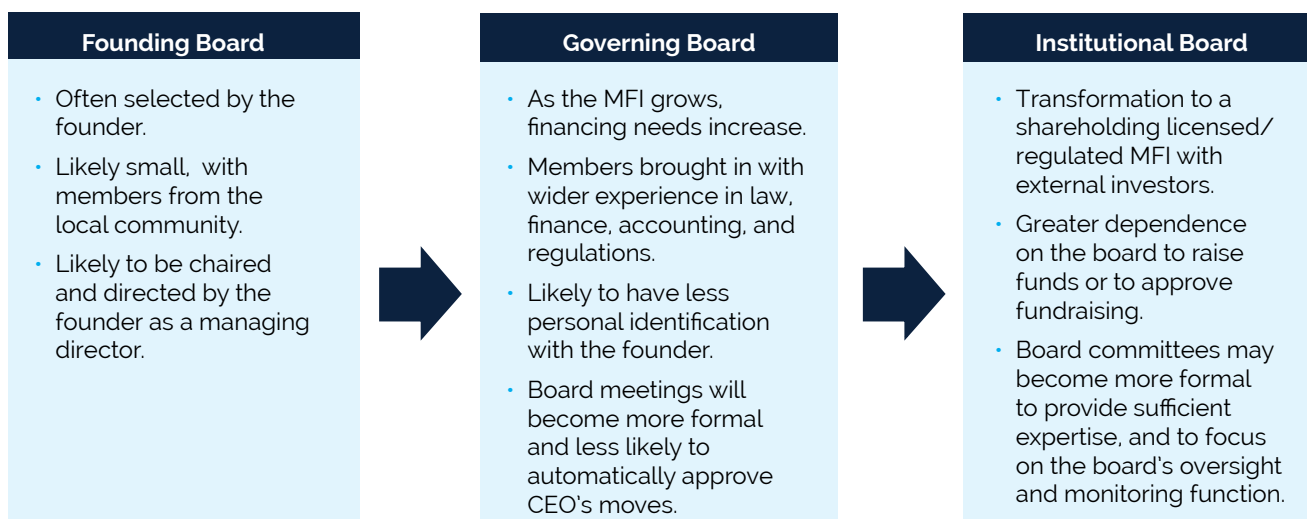 Founding Board
• Often selected by the
founder.
• Likely small, with
members from the
local community.
• Likely to be chaired
and directed by the
founder as a managing
director.
Governing Board
• As the MFI grows,
financing needs increase.
• Members brought in with
wider experience in law,
finance, accounting, and
regulations.
• Likely to have less
personal identification
with the founder.
• Board meetings will
become more formal
and less likely to
automatically approve
CEO's moves.
Institutional Board
• Transformation to a
shareholding licensed/
regulated MFI with
external investors.
• Greater dependence
on the board to raise
funds or to approve
fundraising.
• Board committees may
become more formal
to provide sufficient
expertise, and to focus
on the board's oversight
and monitoring function.